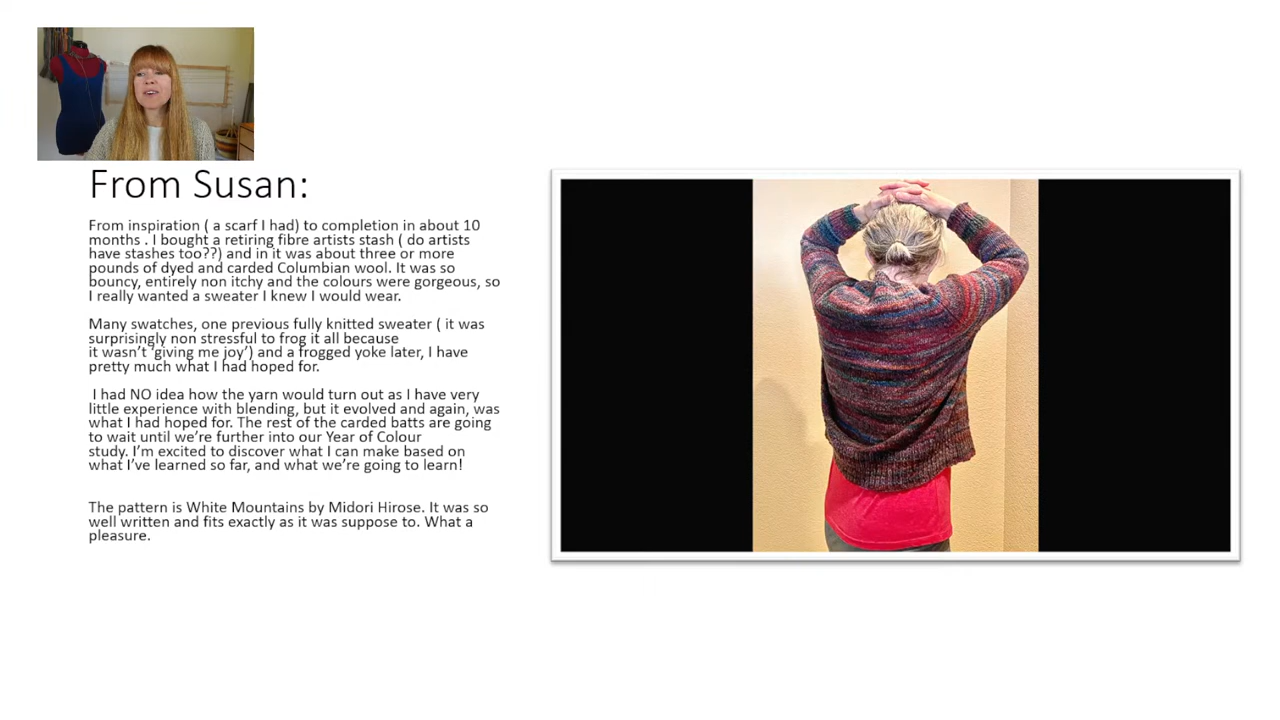 From Susan:
From inspiration ( a scarf I had) to completion in about 10
months . I bought a retiring fibre artists stash ( do artists
have stashes too??) and in it was about three or more
pounds of dyed and carded Columbian wool. It was so
bouncy, entirely non itchy and the colours were gorgeous, so
I really wanted a sweater I knew I would wear.
Many swatches, one previous fully knitted sweater ( it was
surprisingly non stressful to frog it all because
it wasn't 'giving me joy') and a frogged yoke later, I have
pretty much what I had hoped for.
I had NO idea how the yarn would turn out as I have very
little experience with blending, but it evolved and again, was
what I had hoped for. The rest of the carded batts are going
to wait until we're further into our Year of Colour
study. I'm excited to discover what I can make based on
what I've learned so far, and what we're going to learn!
The pattern is White Mountains by Midori Hirose. It was so
well written and fits exactly as it was suppose to. What a
pleasure.